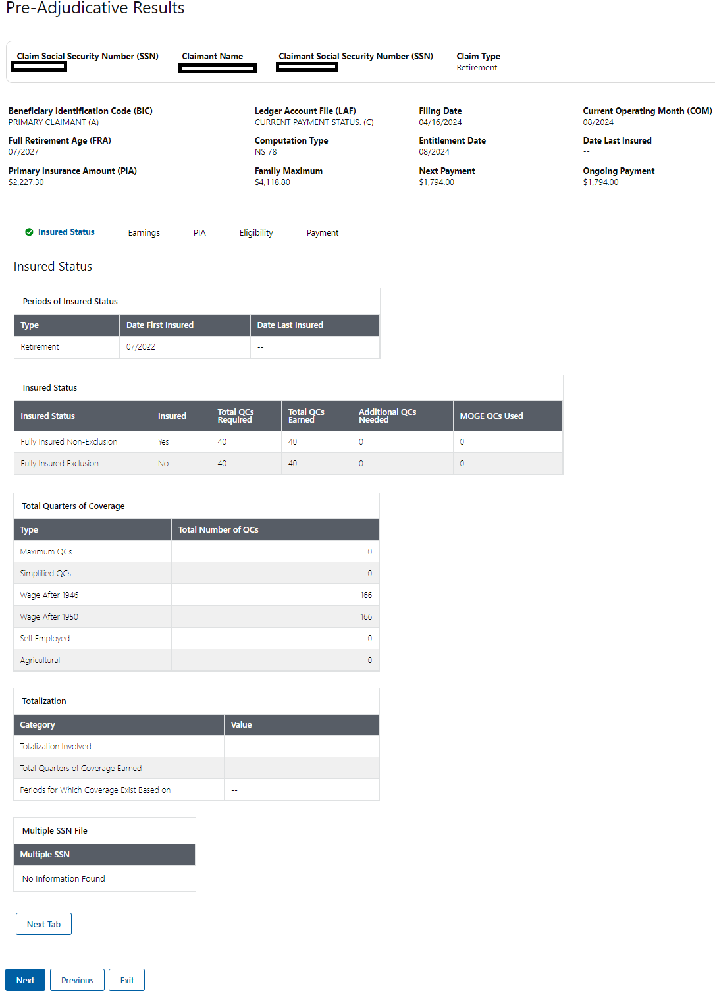 Pre-Adjudicative Results
Claim Social Security Number (SSN) Claimant Name Claimant Social Security Number (SSN) Claim Type
Retirement
Beneficiary Identification Code (BIC) Ledger Account File (LAF) Filing Date Current Operating Month (COM)
PRIMARY CLAIMANT (A) CURRENT PAYMENT STATUS. (C) 04/16/2024 08/2024
Full Retirement Age (FRA) Computation Type Entitlement Date Date Last Insured
07/2027 NS 78 08/2024 --
Primary Insurance Amount (PIA) Family Maximum Next Payment Ongoing Payment
$2,227.30 $4,118.80 $1,794.00 $1,794.00
Insured Status Earnings PIA Eligibility Payment
Insured Status
Periods of Insured Status
Type Date First Insured Date Last Insured
Retirement 07/2022 --
Insured Status
Insured Status Insured Total QCs Required Total QCs Earned Additional QCs Needed MQGE QCs Used
Fully Insured Non-Exclusion Yes 40 40 0 0
Fully Insured Exclusion No 40 40 0 0
Total Quarters of Coverage
Type Total Number of QCs
Maximum QCs 0
Simplified QCs 0
Wage After 1946 166
Wage After 1950 166
Self Employed 0
Agricultural 0
Totalization
Category Value
Totalization Involved --
Total Quarters of Coverage Earned --
Periods for Which Coverage Exist Based on --
Multiple SSN File
Multiple SSN
No Information Found
Next Tab
Next Previous Exit